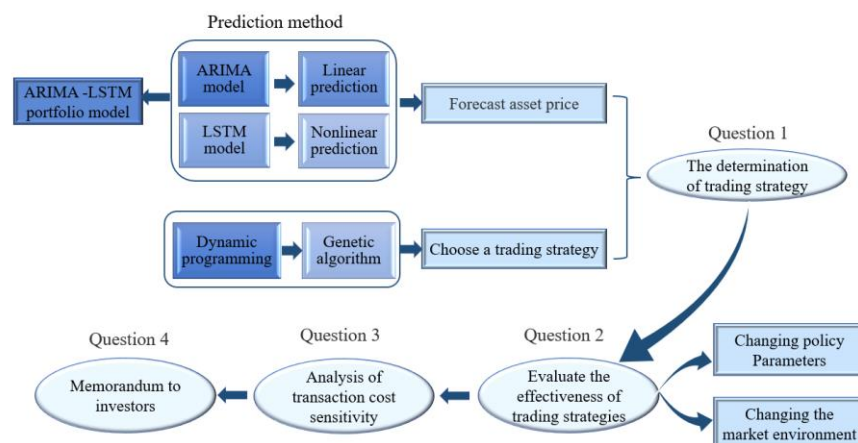 Prediction method
ARIMA
model
Linear
prediction
ARIMA -LSTM
portfolio model
LSTM
model
Nonlinear
prediction
Forecast asset price
Question 1
The determination
of trading strategy
Dynamic
programming
Genetic
algorithm
Choose a trading strategy
Question 4
Question 3
Question 2
Memorandum to
investors
Analysis of
transaction cost
sensitivity
Evaluate the
effectiveness of
trading strategies
Changing policy
Parameters
Changing the
market environment